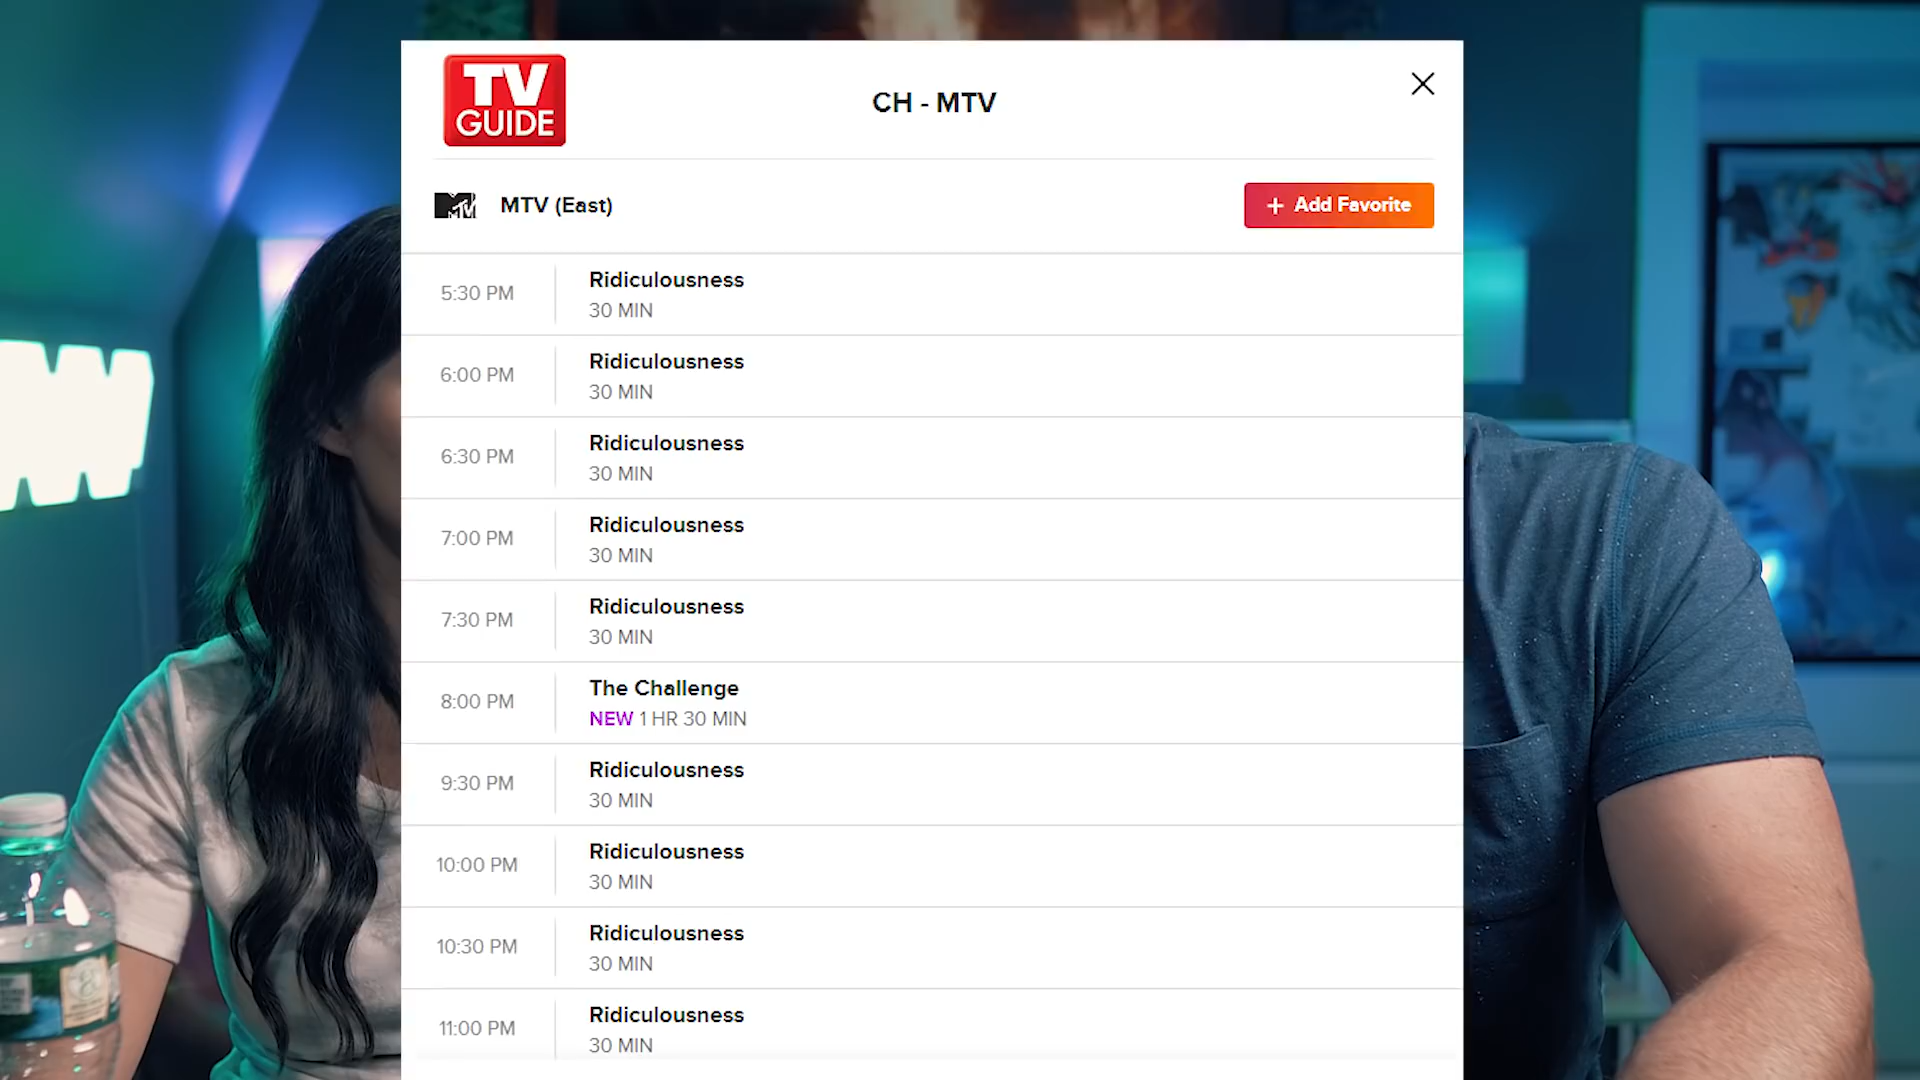 TV
GUIDE
CH - MTV
MTV
MTV (East)
+ Add Favorite
5:30 PM
Ridiculousness
30 MIN
6:00 PM
Ridiculousness
30 MIN
6:30 PM
Ridiculousness
30 MIN
7:00 PM
Ridiculousness
30 MIN
7:30 PM
Ridiculousness
30 MIN
8:00 PM
The Challenge
NEW 1 HR 30 MIN
9:30 PM
Ridiculousness
30 MIN
10:00 PM
Ridiculousness
30 MIN
10:30 PM
Ridiculousness
30 MIN
11:00 PM
Ridiculousness
30 MIN